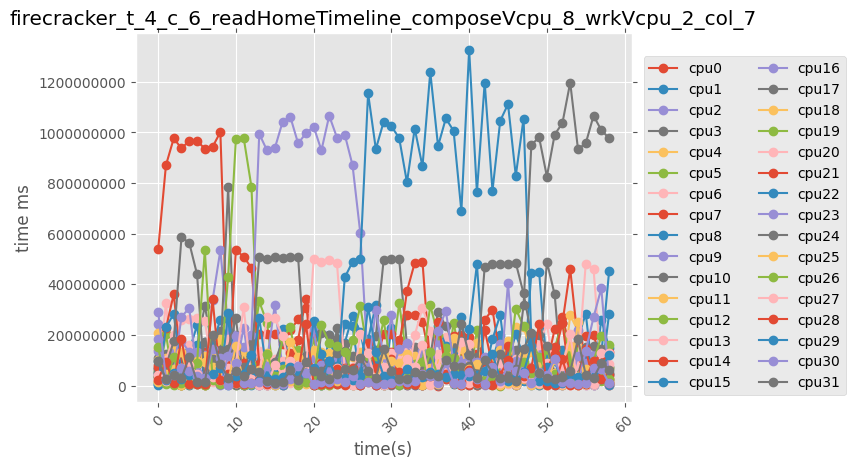 firecracker_t_4_c_6_readHomeTimeline_composeVcpu_8_wrkVcpu_2_col_7
time ms
1200000000
1000000000
800000000
600000000
400000000
200000000
0
0
10
20
30
40
50
60
time(s)
cpu0
cpu1
cpu2
cpu3
cpu4
cpu5
cpu6
cpu7
cpu8
cpu9
cpu10
cpu11
cpu12
cpu13
cpu14
cpu15
cpu16
cpu17
cpu18
cpu19
cpu20
cpu21
cpu22
cpu23
cpu24
cpu25
cpu26
cpu27
cpu28
cpu29
cpu30
cpu31